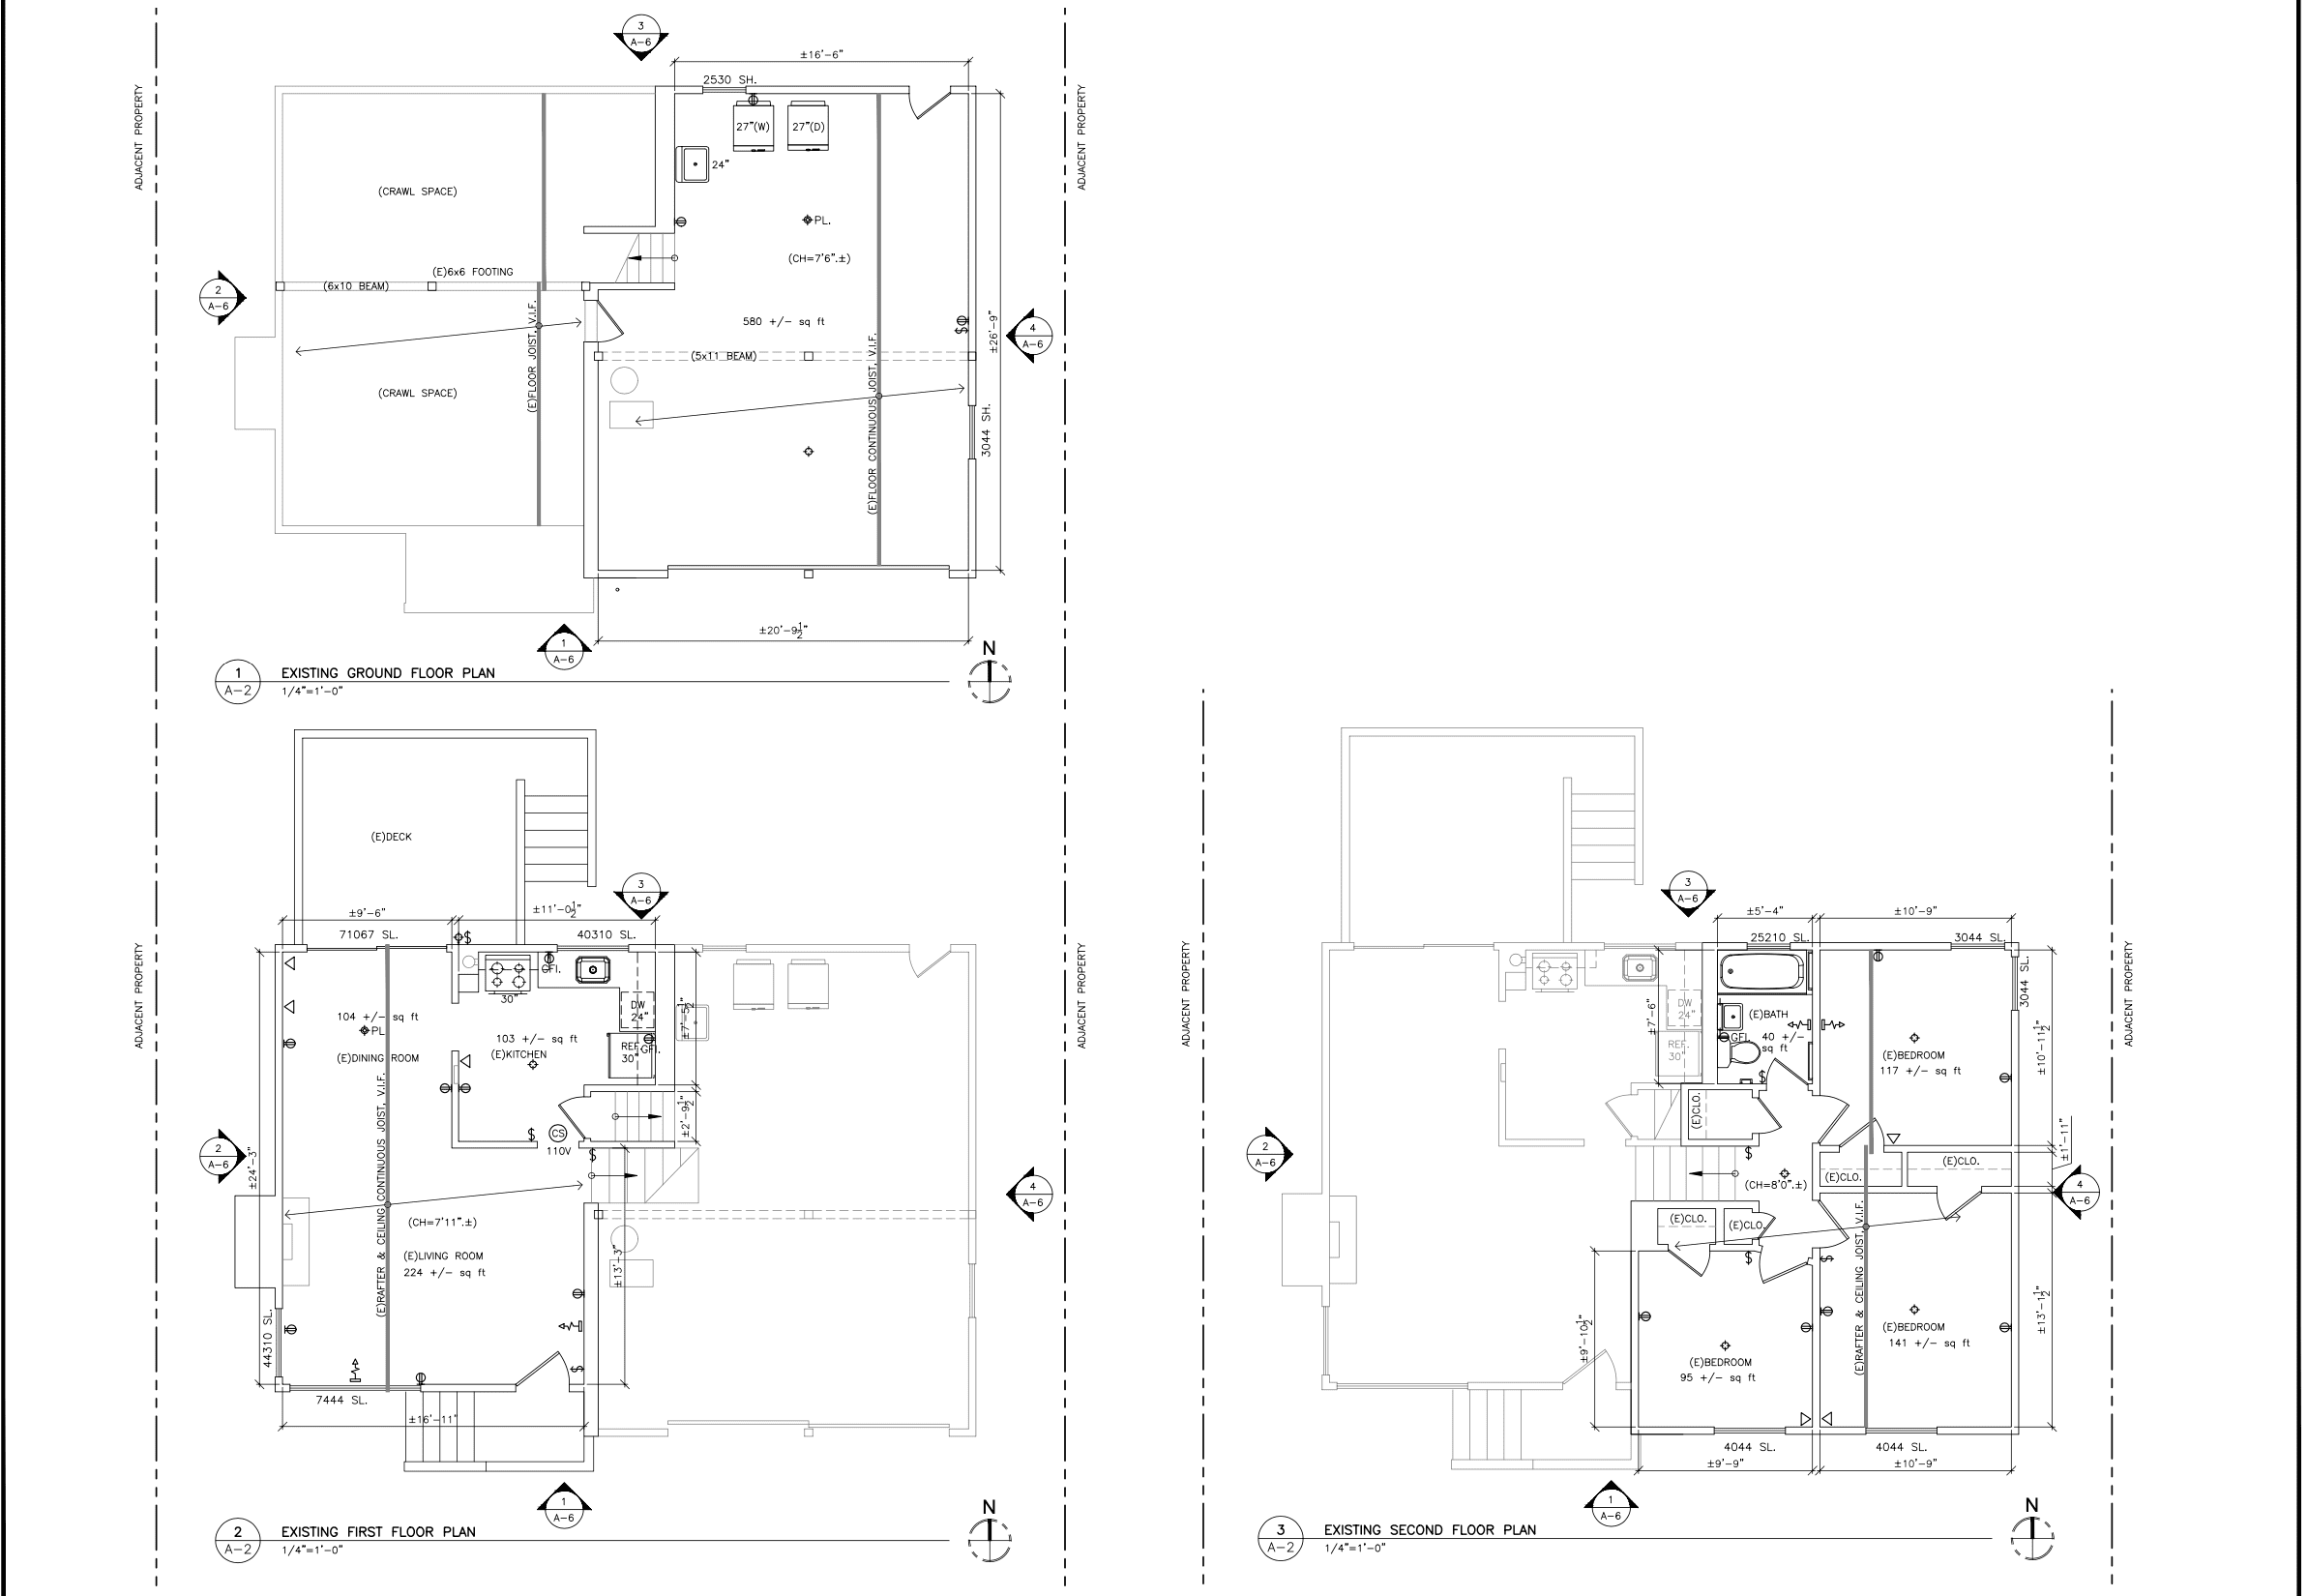 3
A-6
±16'-6"
2530 SH.
ADJACENT PROPERTY
ADJACENT PROPERTY
27"(W)
27"(D)
24"
(CRAWL SPACE)
PL.
(CH=7'6".±)
(E)6x6 FOOTING
(6x10 BEAM)
2
A-6
580 +/- sq ft
4
A-6
±26'-9"
(E)FLOOR JOIST, V.I.F.
(5x11 BEAM)
(E)FLOOR CONTINUOUS JOIST, V.I.F.
(CRAWL SPACE)
3044 SH.
±20'-9 1/2"
1
A-6
N
1
A-2
EXISTING GROUND FLOOR PLAN
1/4"=1'-0"
(E)DECK
3
A-6
±9'-6"
±11'-0 1/2"
71067 SL.
$
40310 SL.
ADJACENT PROPERTY
ADJACENT PROPERTY
GFI.
30"
DW
24"
±7'-5 1/2"
104 +/- sq ft
PL.
103 +/- sq ft
(E)DINING ROOM
(E)KITCHEN
REF.
30"
GFI.
±2'-9 1/2"
$
CS
110V
$
2
A-6
±24'-3"
(E)RAFTER & CEILING CONTINUOUS JOIST, V.I.F.
4
A-6
(CH=7'11".±)
(E)LIVING ROOM
224 +/- sq ft
±13'-3"
44310 SL.
$
7444 SL.
±16'-11"
1
A-6
N
2
A-2
EXISTING FIRST FLOOR PLAN
1/4"=1'-0"
3
A-6
±5'-4"
±10'-9"
25210 SL.
3044 SL.
ADJACENT PROPERTY
ADJACENT PROPERTY
3044 SL.
±7'-6"
DW
24"
REF.
30"
(E)BATH
GFI.
40 +/-
sq ft
$
(E)BEDROOM
117 +/- sq ft
±10'-11 1/2"
(E)CLO.
±1'-11"
2
A-6
$
(CH=8'0".±)
(E)CLO.
(E)CLO.
4
A-6
(E)CLO.
(E)CLO.
$
$
(E)RAFTER & CEILING JOIST, V.I.F.
±9'-10 1/2"
(E)BEDROOM
141 +/- sq ft
±13'-1 1/2"
(E)BEDROOM
95 +/- sq ft
4044 SL.
4044 SL.
±9'-9"
±10'-9"
1
A-6
N
3
A-2
EXISTING SECOND FLOOR PLAN
1/4"=1'-0"